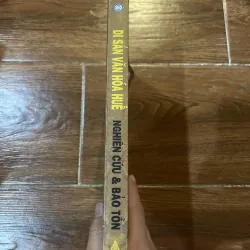 DI SẢN VĂN HÓA HUẾ
NGHIÊN CỨU & BẢO TỒN